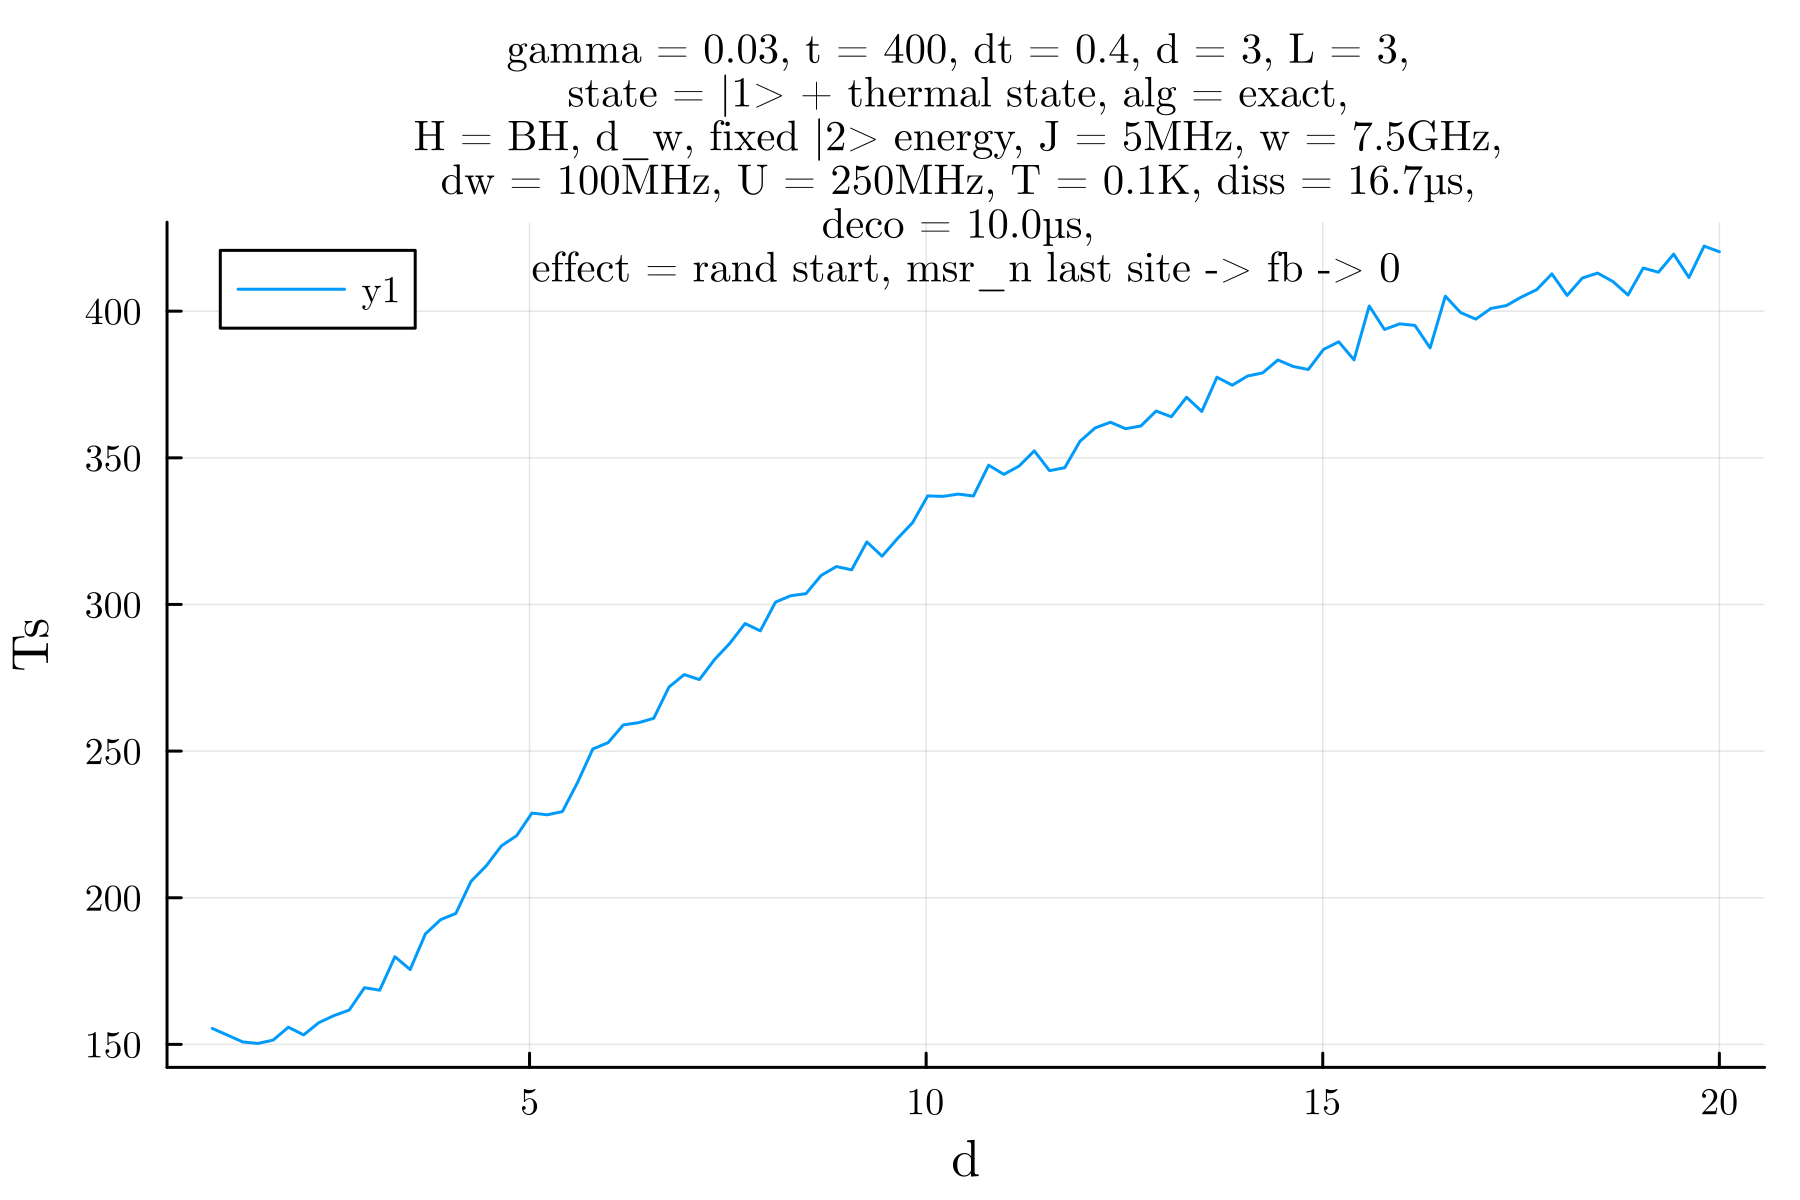 gamma = 0.03, t = 400, dt = 0.4, d = 3, L = 3,
state = |1> + thermal state, alg = exact,
H = BH, d_w, fixed |2> energy, J = 5MHz, w = 7.5GHz,
dw = 100MHz, U = 250MHz, T = 0.1K, diss = 16.7µs,
deco = 10.0µs,
effect = rand start, msr_n last site -> fb -> 0
y1
400
350
300
250
200
150
Ts
5
10
15
20
d